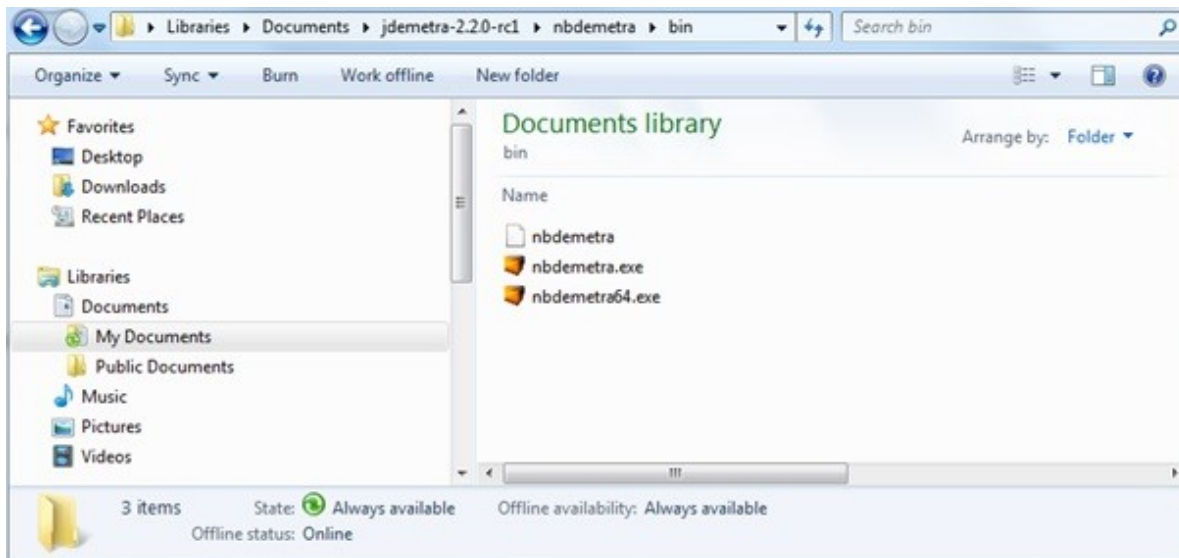 Libraries Documents jdemetra-2.2.0-rc1 nbdemetra bin Search bin
Organize Sync Burn Work offline New folder
Favorites
Desktop
Downloads
Recent Places
Libraries
Documents
My Documents
Public Documents
Music
Pictures
Videos
Documents library
bin
Arrange by: Folder
Name
nbdemetra
nbdemetra.exe
nbdemetra64.exe
3 items State: Always available Offline availability: Always available
Offline status: Online